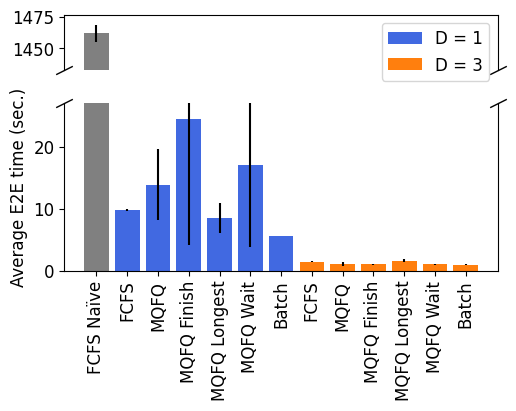 1475
1450
D = 1
D = 3
Average E2E time (sec.)
20
10
0
FCFS Naïve
FCFS
MQFQ
MQFQ Finish
MQFQ Longest
MQFQ Wait
Batch
FCFS
MQFQ
MQFQ Finish
MQFQ Longest
MQFQ Wait
Batch